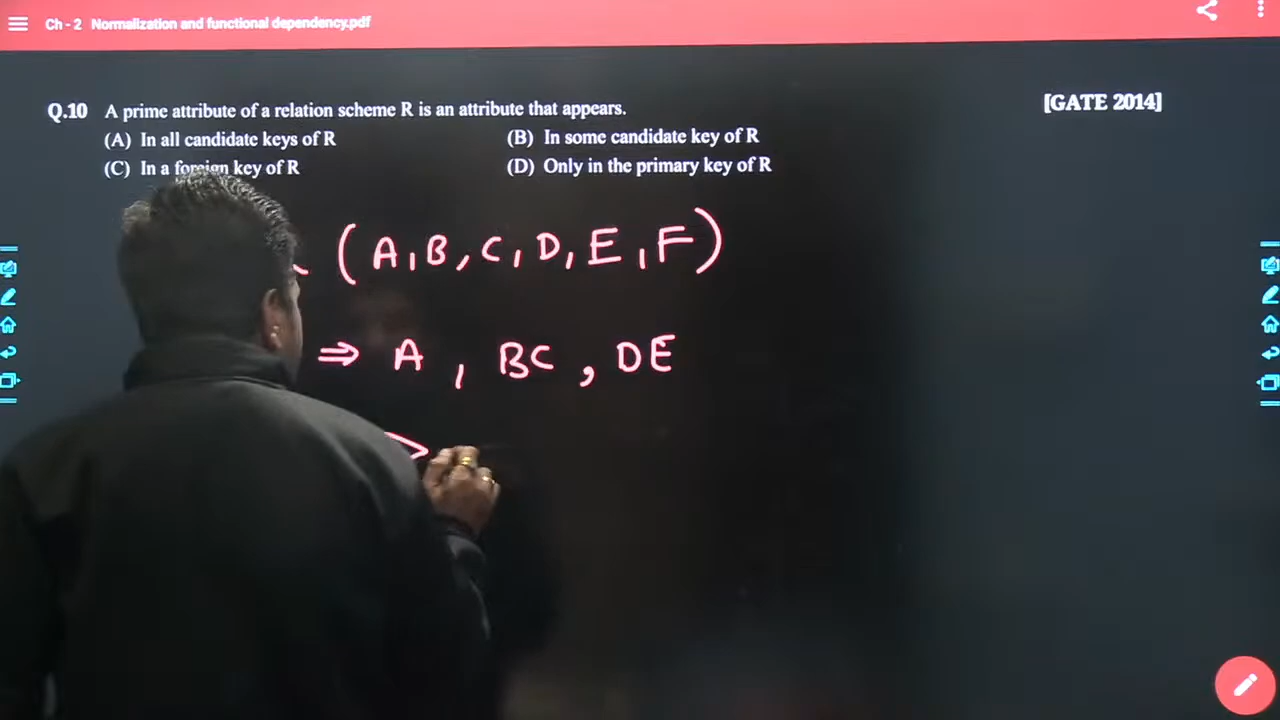 Ch - 2 Normalization and functional dependency.pdf
Q.10 A prime attribute of a relation scheme R is an attribute that appears. [GATE 2014]
(A) In all candidate keys of R (B) In some candidate key of R
(C) In a foreign key of R (D) Only in the primary key of R
(A, B, C, D, E, F)
⇒ A, BC, DE